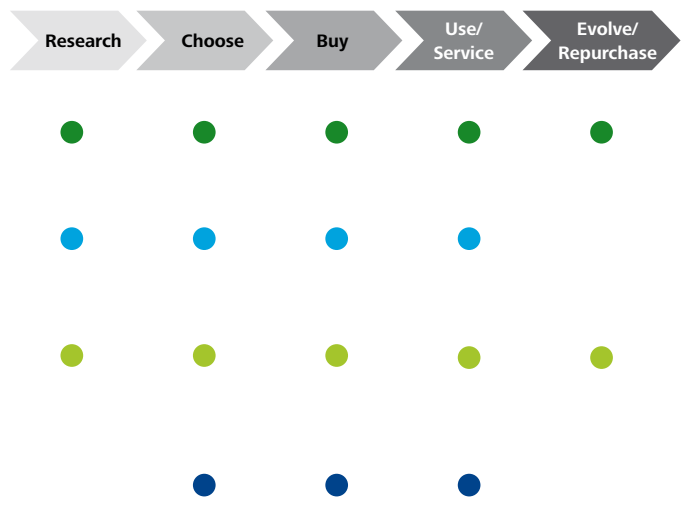 Research
Choose
Buy
Use/
Service
Evolve/
Repurchase